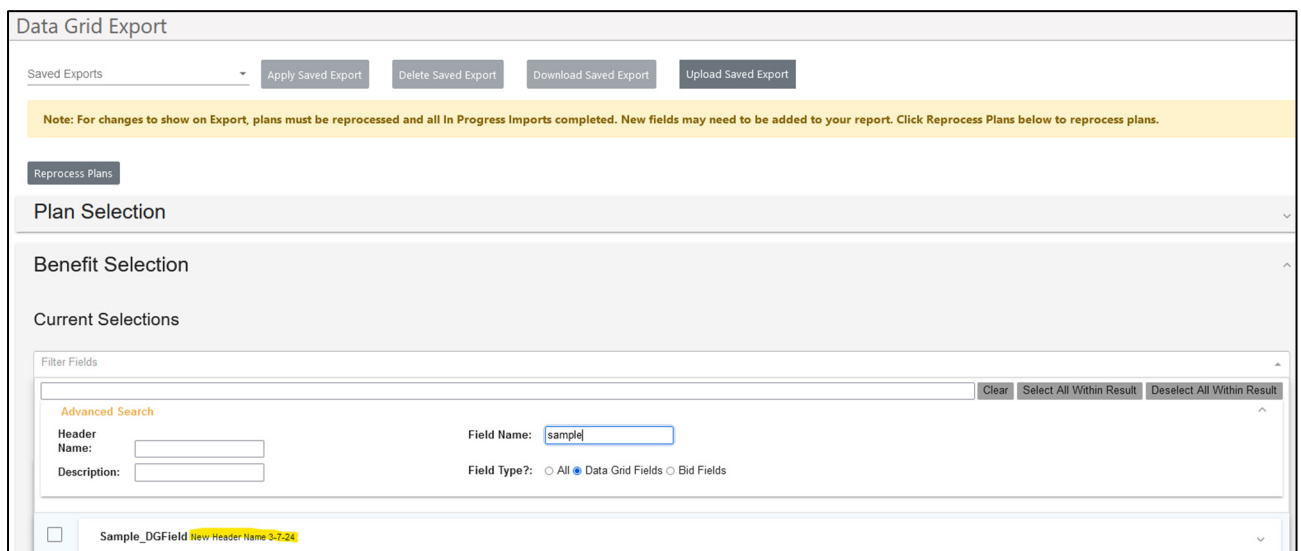 Data Grid Export
Saved Exports Apply Saved Export Delete Saved Export Download Saved Export Upload Saved Export
Note: For changes to show on Export, plans must be reprocessed and all In Progress Imports completed. New fields may need to be added to your report. Click Reprocess Plans below to reprocess plans.
Reprocess Plans
Plan Selection
Benefit Selection
Current Selections
Filter Fields
Clear Select All Within Result Deselect All Within Result
Advanced Search
Header
Name: Field Name: sample
Description: Field Type?: All Data Grid Fields Bid Fields
Sample_DGField New Header Name 3-7-24